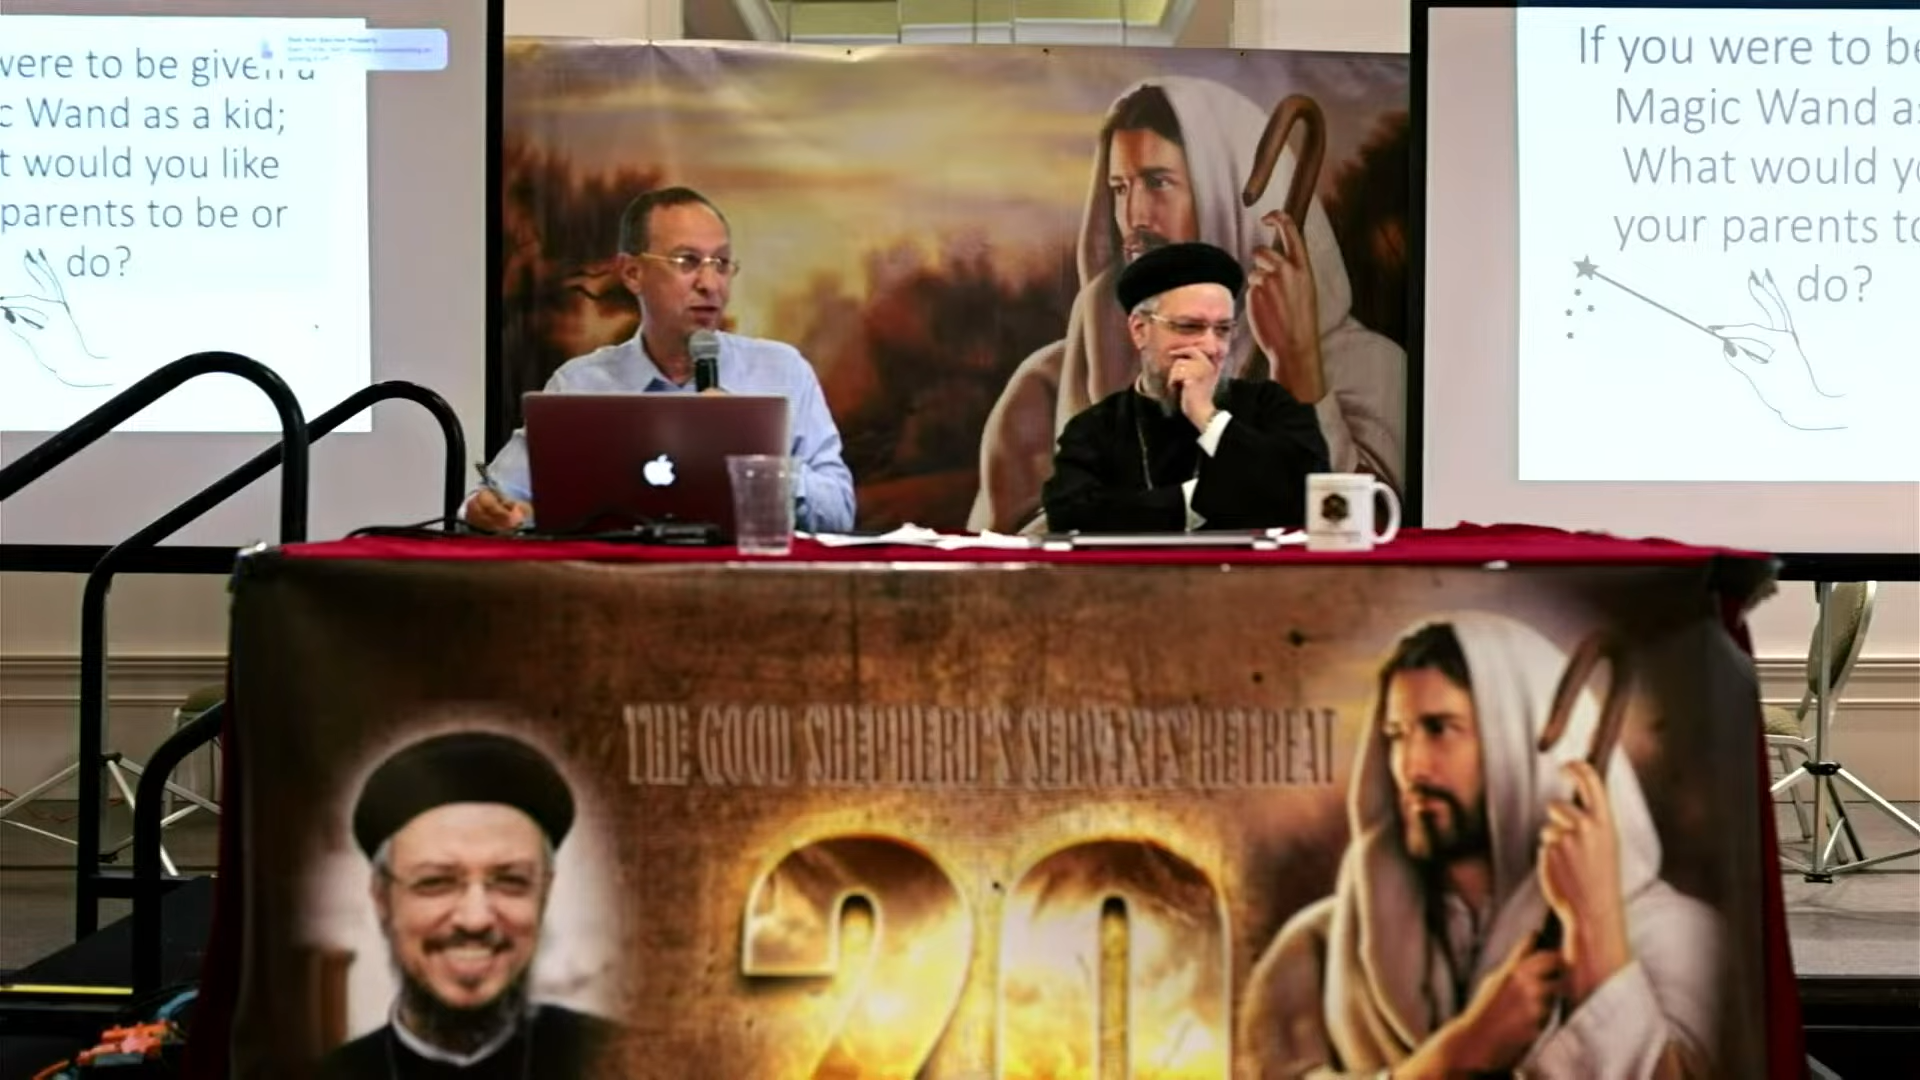 were to be given a
c Wand as a kid;
t would you like
parents to be or
do?
If you were to be
Magic Wand as
What would yo
your parents to
do?
THE GOOD SHEPHERD'S SERVANTS' RETREAT
20